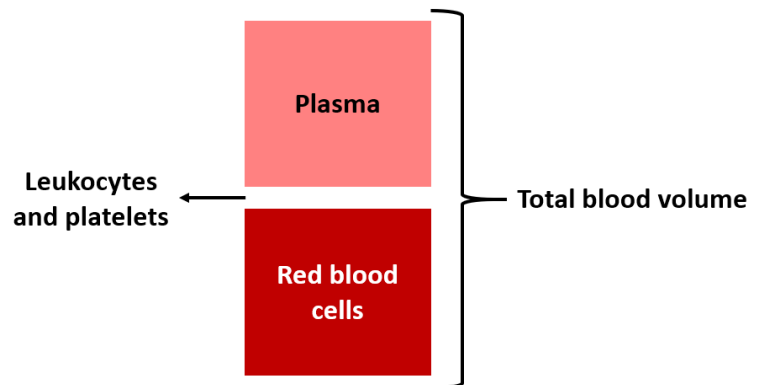 Plasma
Leukocytes
and platelets
Total blood volume
Red blood
cells